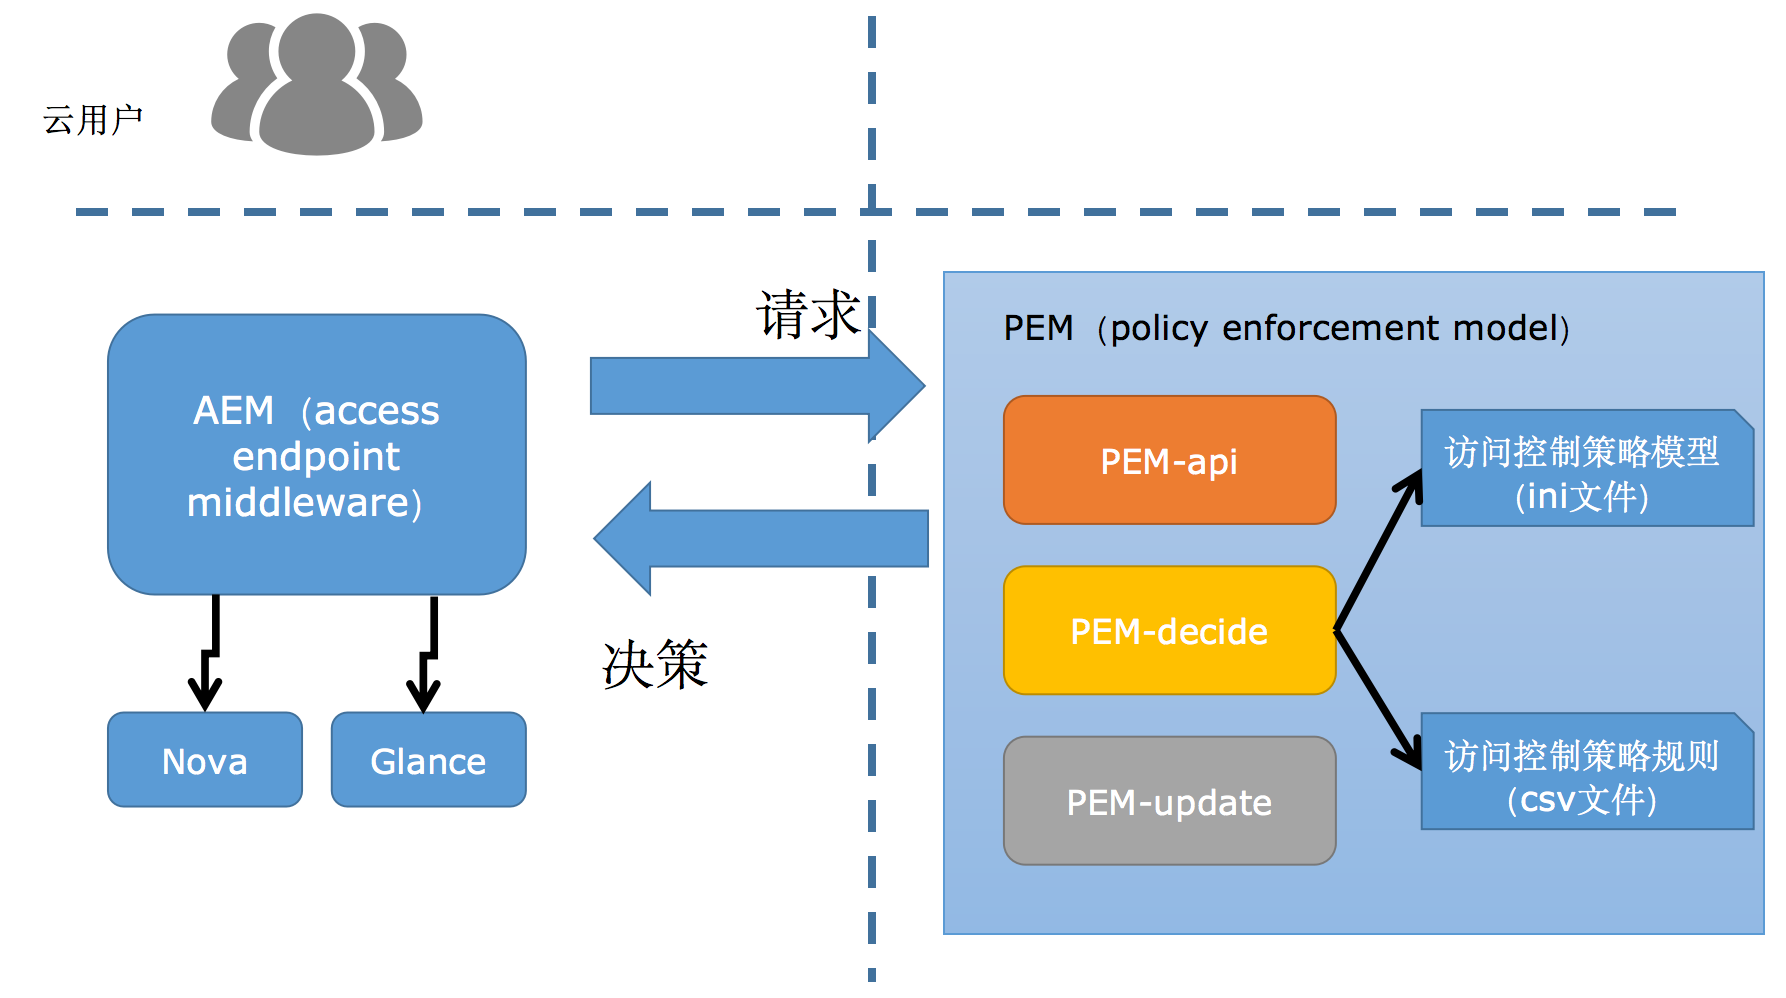 云用户
请求
AEM（access
endpoint
middleware）
决策
Nova
Glance
PEM（policy enforcement model）
PEM-api
PEM-decide
PEM-update
访问控制策略模型
（ini文件）
访问控制策略规则
（csv文件）